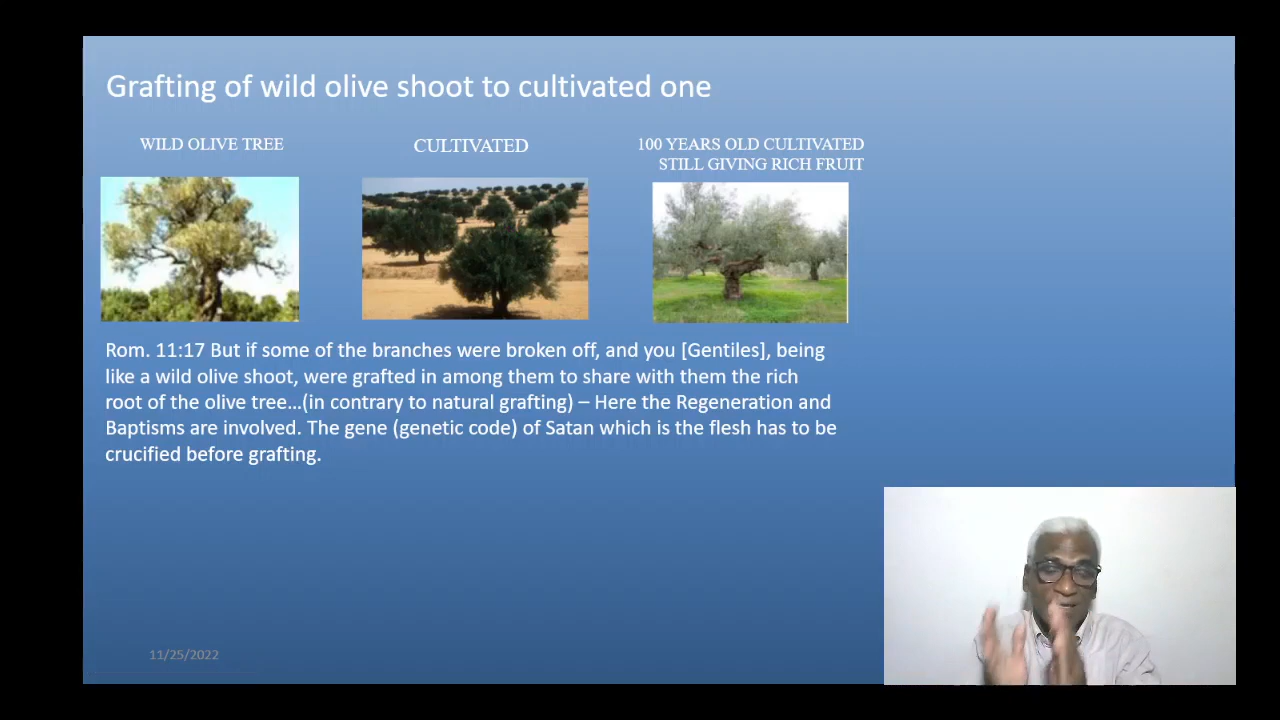 Grafting of wild olive shoot to cultivated one
WILD OLIVE TREE
CULTIVATED
100 YEARS OLD CULTIVATED
STILL GIVING RICH FRUIT
Rom. 11:17 But if some of the branches were broken off, and you [Gentiles], being
like a wild olive shoot, were grafted in among them to share with them the rich
root of the olive tree…(in contrary to natural grafting) – Here the Regeneration and
Baptisms are involved. The gene (genetic code) of Satan which is the flesh has to be
crucified before grafting.
11/25/2022